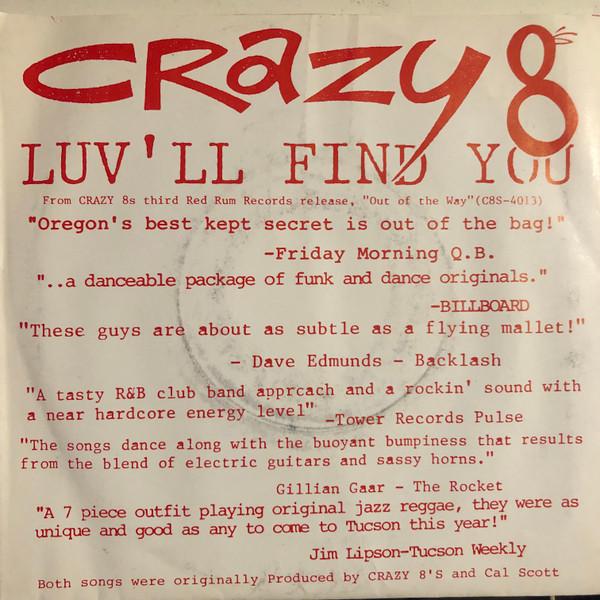 CRaZy 8's
LUV'LL FIND YOU
From CRAZY 8s third Red Rum Records release, "Out of the Way"(C8S-4013)
"Oregon's best kept secret is out of the bag!"
-Friday Morning Q.B.
"..a danceable package of funk and dance originals."
-BILLBOARD
"These guys are about as subtle as a flying mallet!"
- Dave Edmunds - Backlash
"A tasty R&B club band apprcach and a rockin' sound with
a near hardcore energy level"
-Tower Records Pulse
"The songs dance along with the buoyant bumpiness that results
from the blend of electric guitars and sassy horns."
Gillian Gaar - The Rocket
"A 7 piece outfit playing original jazz reggae, they were as
unique and good as any to come to Tucson this year!"
Jim Lipson-Tucson Weekly
Both songs were originally Produced by CRAZY 8'S and Cal Scott